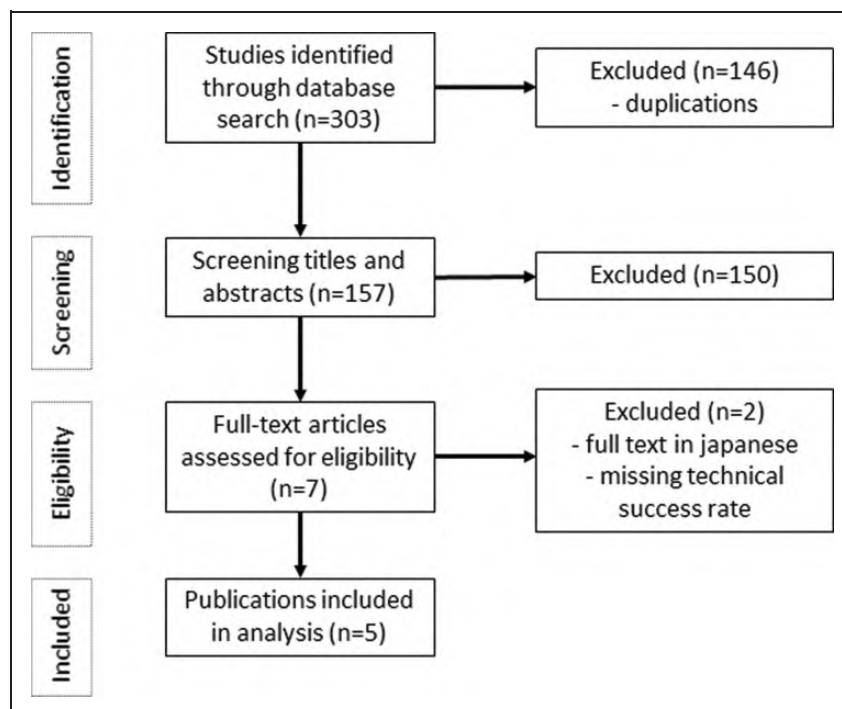 Identification
Studies identified
through database
search (n=303)
Excluded (n=146)
- duplications
Screening
Screening titles and
abstracts (n=157)
Excluded (n=150)
Eligibility
Full-text articles
assessed for eligibility
(n=7)
Excluded (n=2)
- full text in japanese
- missing technical
success rate
Included
Publications included
in analysis (n=5)